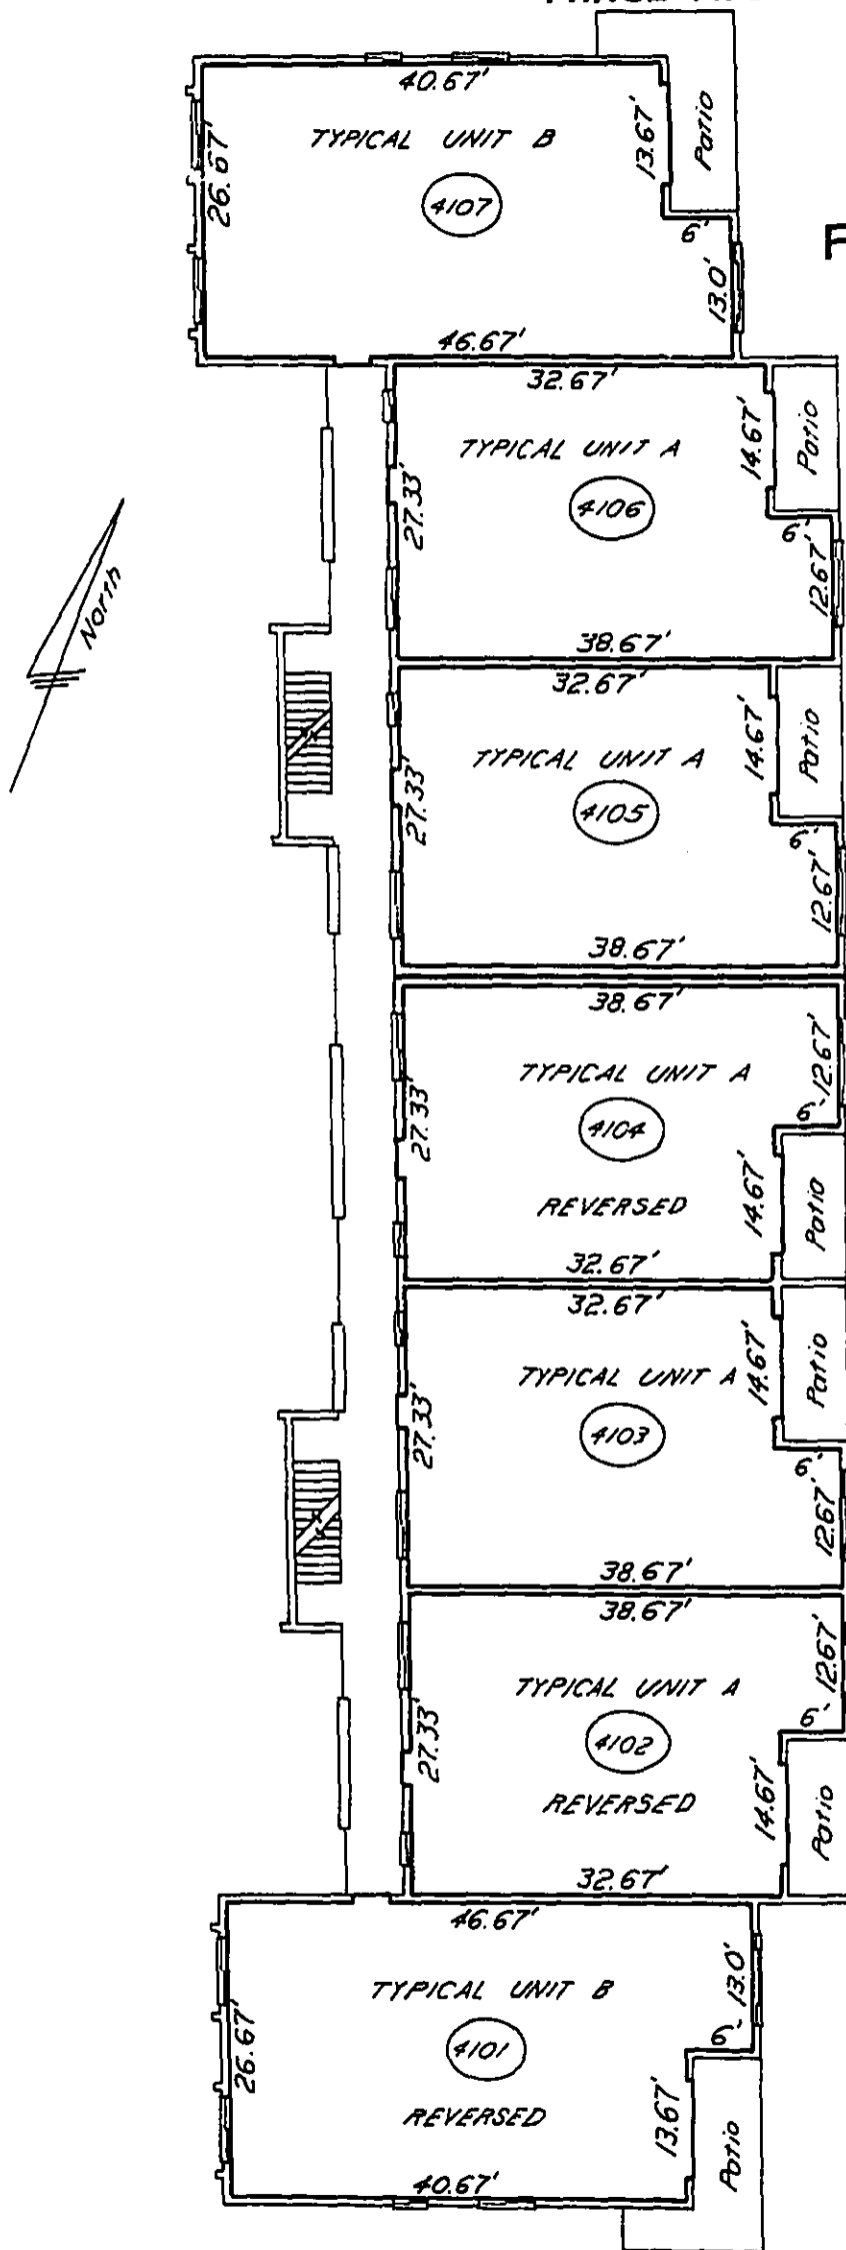 40.67'
TYPICAL UNIT B
13.67'
Patio
26.67'
4107
6'
13.0'
46.67'
32.67'
TYPICAL UNIT A
14.67'
Patio
27.33'
4106
6'
12.67'
North
38.67'
32.67'
TYPICAL UNIT A
14.67'
Patio
27.33'
4105
6'
12.67'
38.67'
38.67'
12.67'
TYPICAL UNIT A
6'
27.33'
4104
14.67'
Patio
REVERSED
32.67'
32.67'
14.67'
Patio
TYPICAL UNIT A
27.33'
4103
6'
12.67'
38.67'
38.67'
12.67'
TYPICAL UNIT A
6'
27.33'
4102
14.67'
Patio
REVERSED
32.67'
46.67'
13.0'
TYPICAL UNIT B
6'
26.67'
4101
13.67'
Patio
REVERSED
40.67'